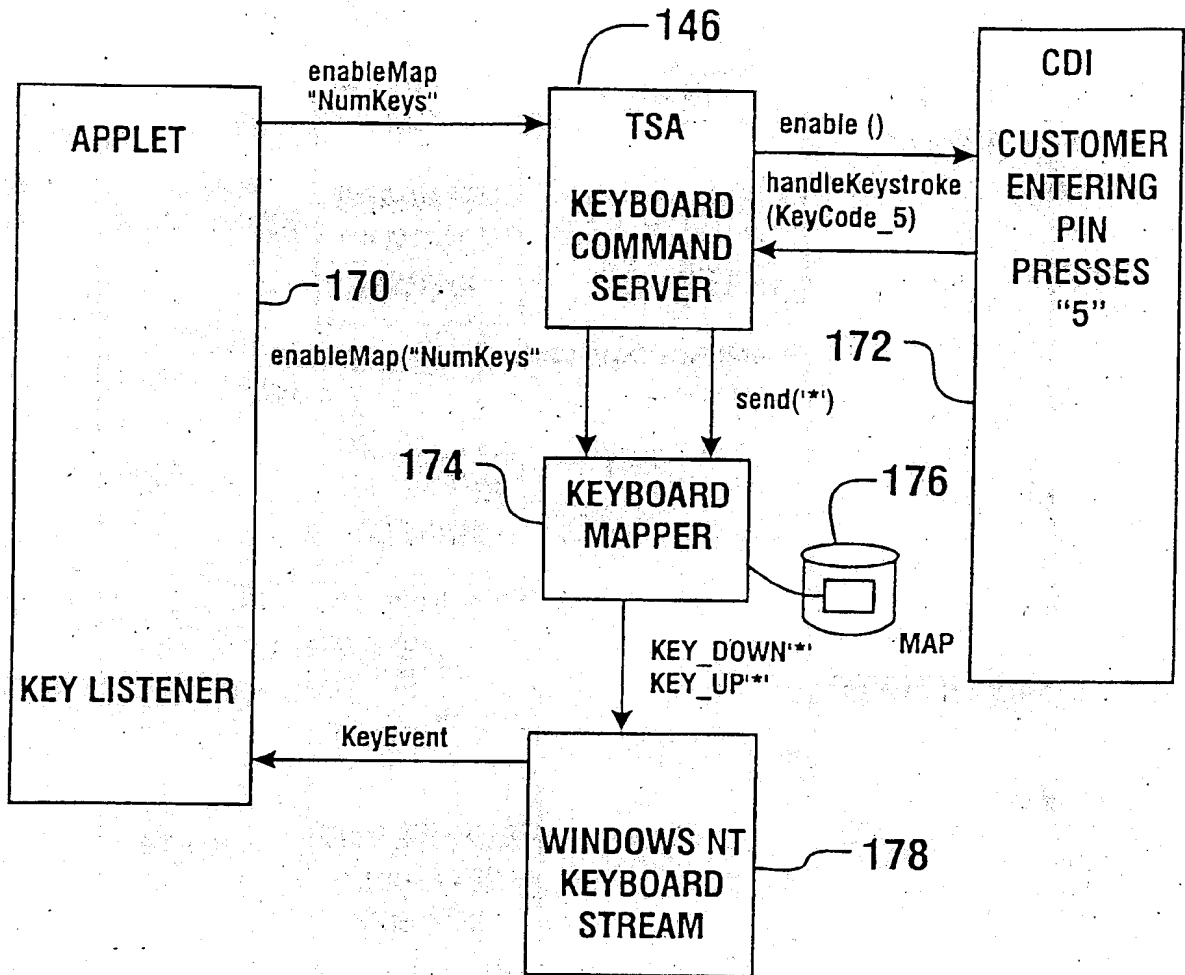 146
enableMap
"NumKeys"
APPLET
TSA
KEYBOARD
COMMAND
SERVER
enable ()
handleKeystroke
(KeyCode_5)
CDI
CUSTOMER
ENTERING
PIN
PRESSES
"5"
170
172
enableMap("NumKeys"
send('*')
174
KEYBOARD
MAPPER
176
MAP
KEY_DOWN'*'
KEY_UP'*'
KEY LISTENER
KeyEvent
WINDOWS NT
KEYBOARD
STREAM
178